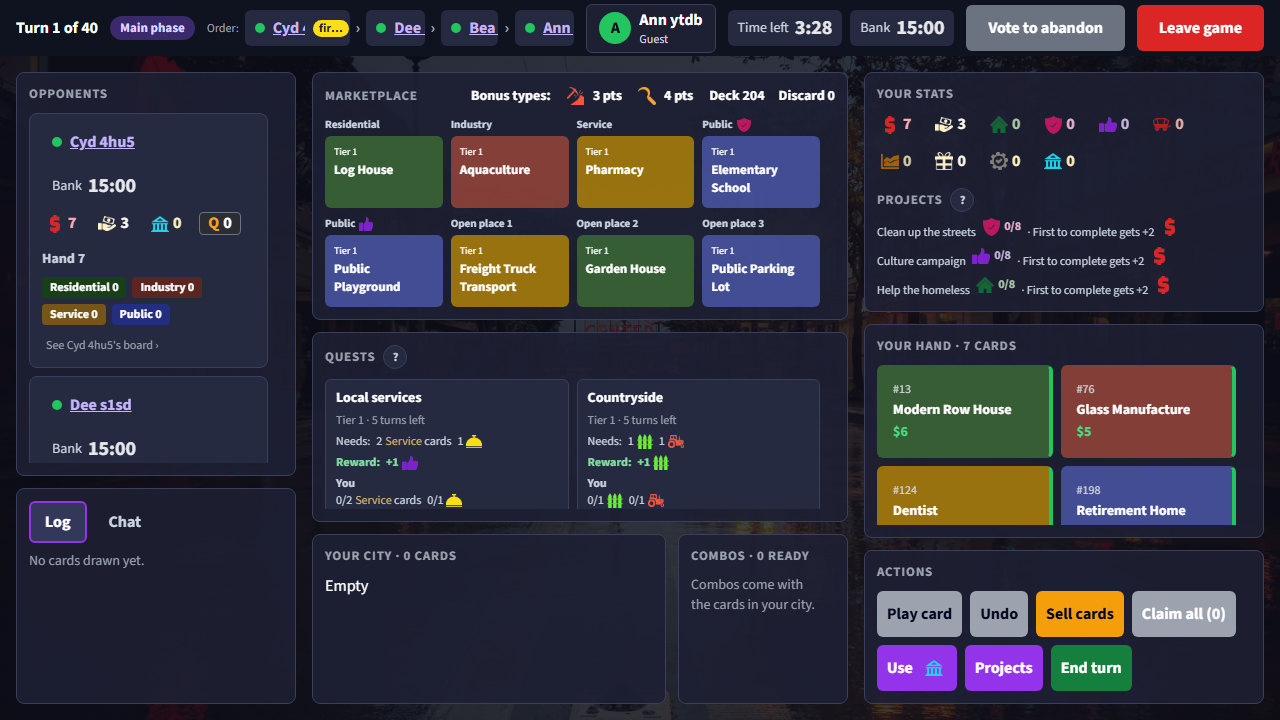 Turn 1 of 40
Main phase
Order:
Cyd 4
fir...
›
Dee
›
Bea
›
Ann
A
Ann ytdb
Guest
Time left 3:28
Bank 15:00
Vote to abandon
Leave game
OPPONENTS
Cyd 4hu5
Bank 15:00
7
3
0
Q 0
Hand 7
Residential 0
Industry 0
Service 0
Public 0
See Cyd 4hu5's board ›
Dee s1sd
Bank 15:00
Log
Chat
No cards drawn yet.
MARKETPLACE
Bonus types:
3 pts
4 pts
Deck 204
Discard 0
Residential
Industry
Service
Public
Tier 1
Log House
Tier 1
Aquaculture
Tier 1
Pharmacy
Tier 1
Elementary
School
Public
Open place 1
Open place 2
Open place 3
Tier 1
Public
Playground
Tier 1
Freight Truck
Transport
Tier 1
Garden House
Tier 1
Public Parking
Lot
QUESTS ?
Local services
Tier 1 · 5 turns left
Needs: 2 Service cards 1
Reward: +1
You
0/2 Service cards 0/1
Countryside
Tier 1 · 5 turns left
Needs: 1 1
Reward: +1
You
0/1 0/1
YOUR CITY · 0 CARDS
Empty
COMBOS · 0 READY
Combos come with
the cards in your city.
YOUR STATS
7
3
0
0
0
0
0
0
0
0
PROJECTS ?
Clean up the streets 0/8 · First to complete gets +2
Culture campaign 0/8 · First to complete gets +2
Help the homeless 0/8 · First to complete gets +2
YOUR HAND · 7 CARDS
#13
Modern Row House
$6
#76
Glass Manufacture
$5
#124
Dentist
#198
Retirement Home
ACTIONS
Play card
Undo
Sell cards
Claim all (0)
Use
Projects
End turn